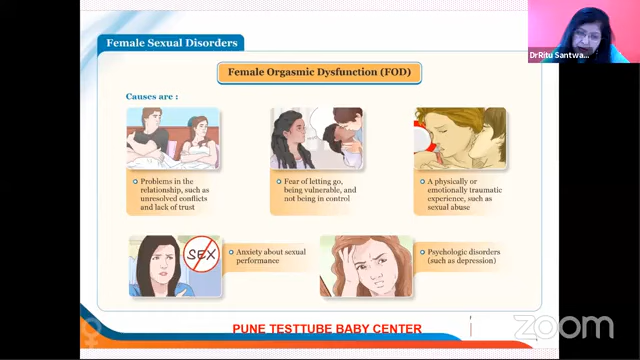 Female Sexual Disorders
DrRitu Santwa...
Female Orgasmic Dysfunction (FOD)
Causes are :
Problems in the
relationship, such as
unresolved conflicts
and lack of trust
Fear of letting go,
being vulnerable, and
not being in control
A physically or
emotionally traumatic
experience, such as
sexual abuse
SEX
Anxiety about sexual
performance
Psychologic disorders
(such as depression)
PUNE TESTTUBE BABY CENTER
zoom